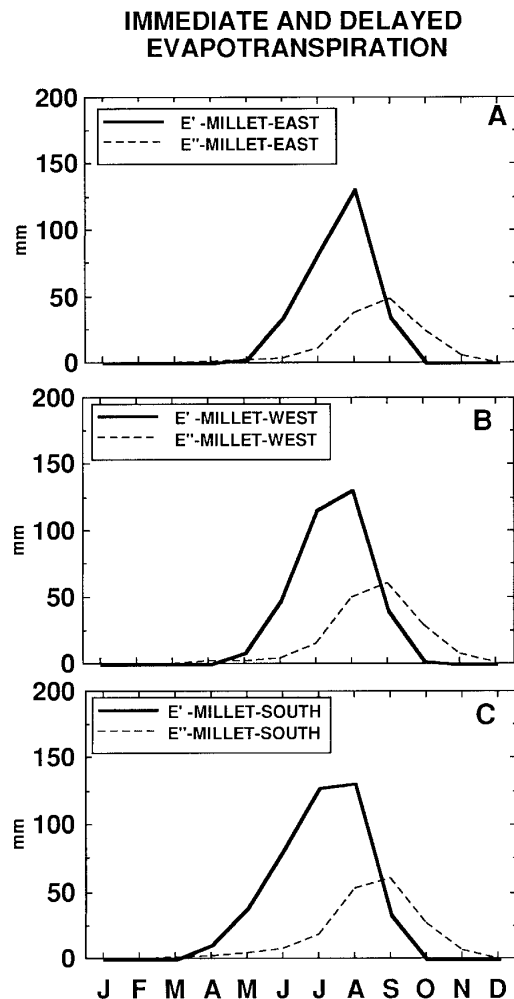 IMMEDIATE AND DELAYED
EVAPOTRANSPIRATION
A
E' -MILLET-EAST
E''-MILLET-EAST
200
150
100
50
0
mm
B
E' -MILLET-WEST
E''-MILLET-WEST
200
150
100
50
0
mm
C
E' -MILLET-SOUTH
E''-MILLET-SOUTH
200
150
100
50
0
mm
J F M A M J J A S O N D